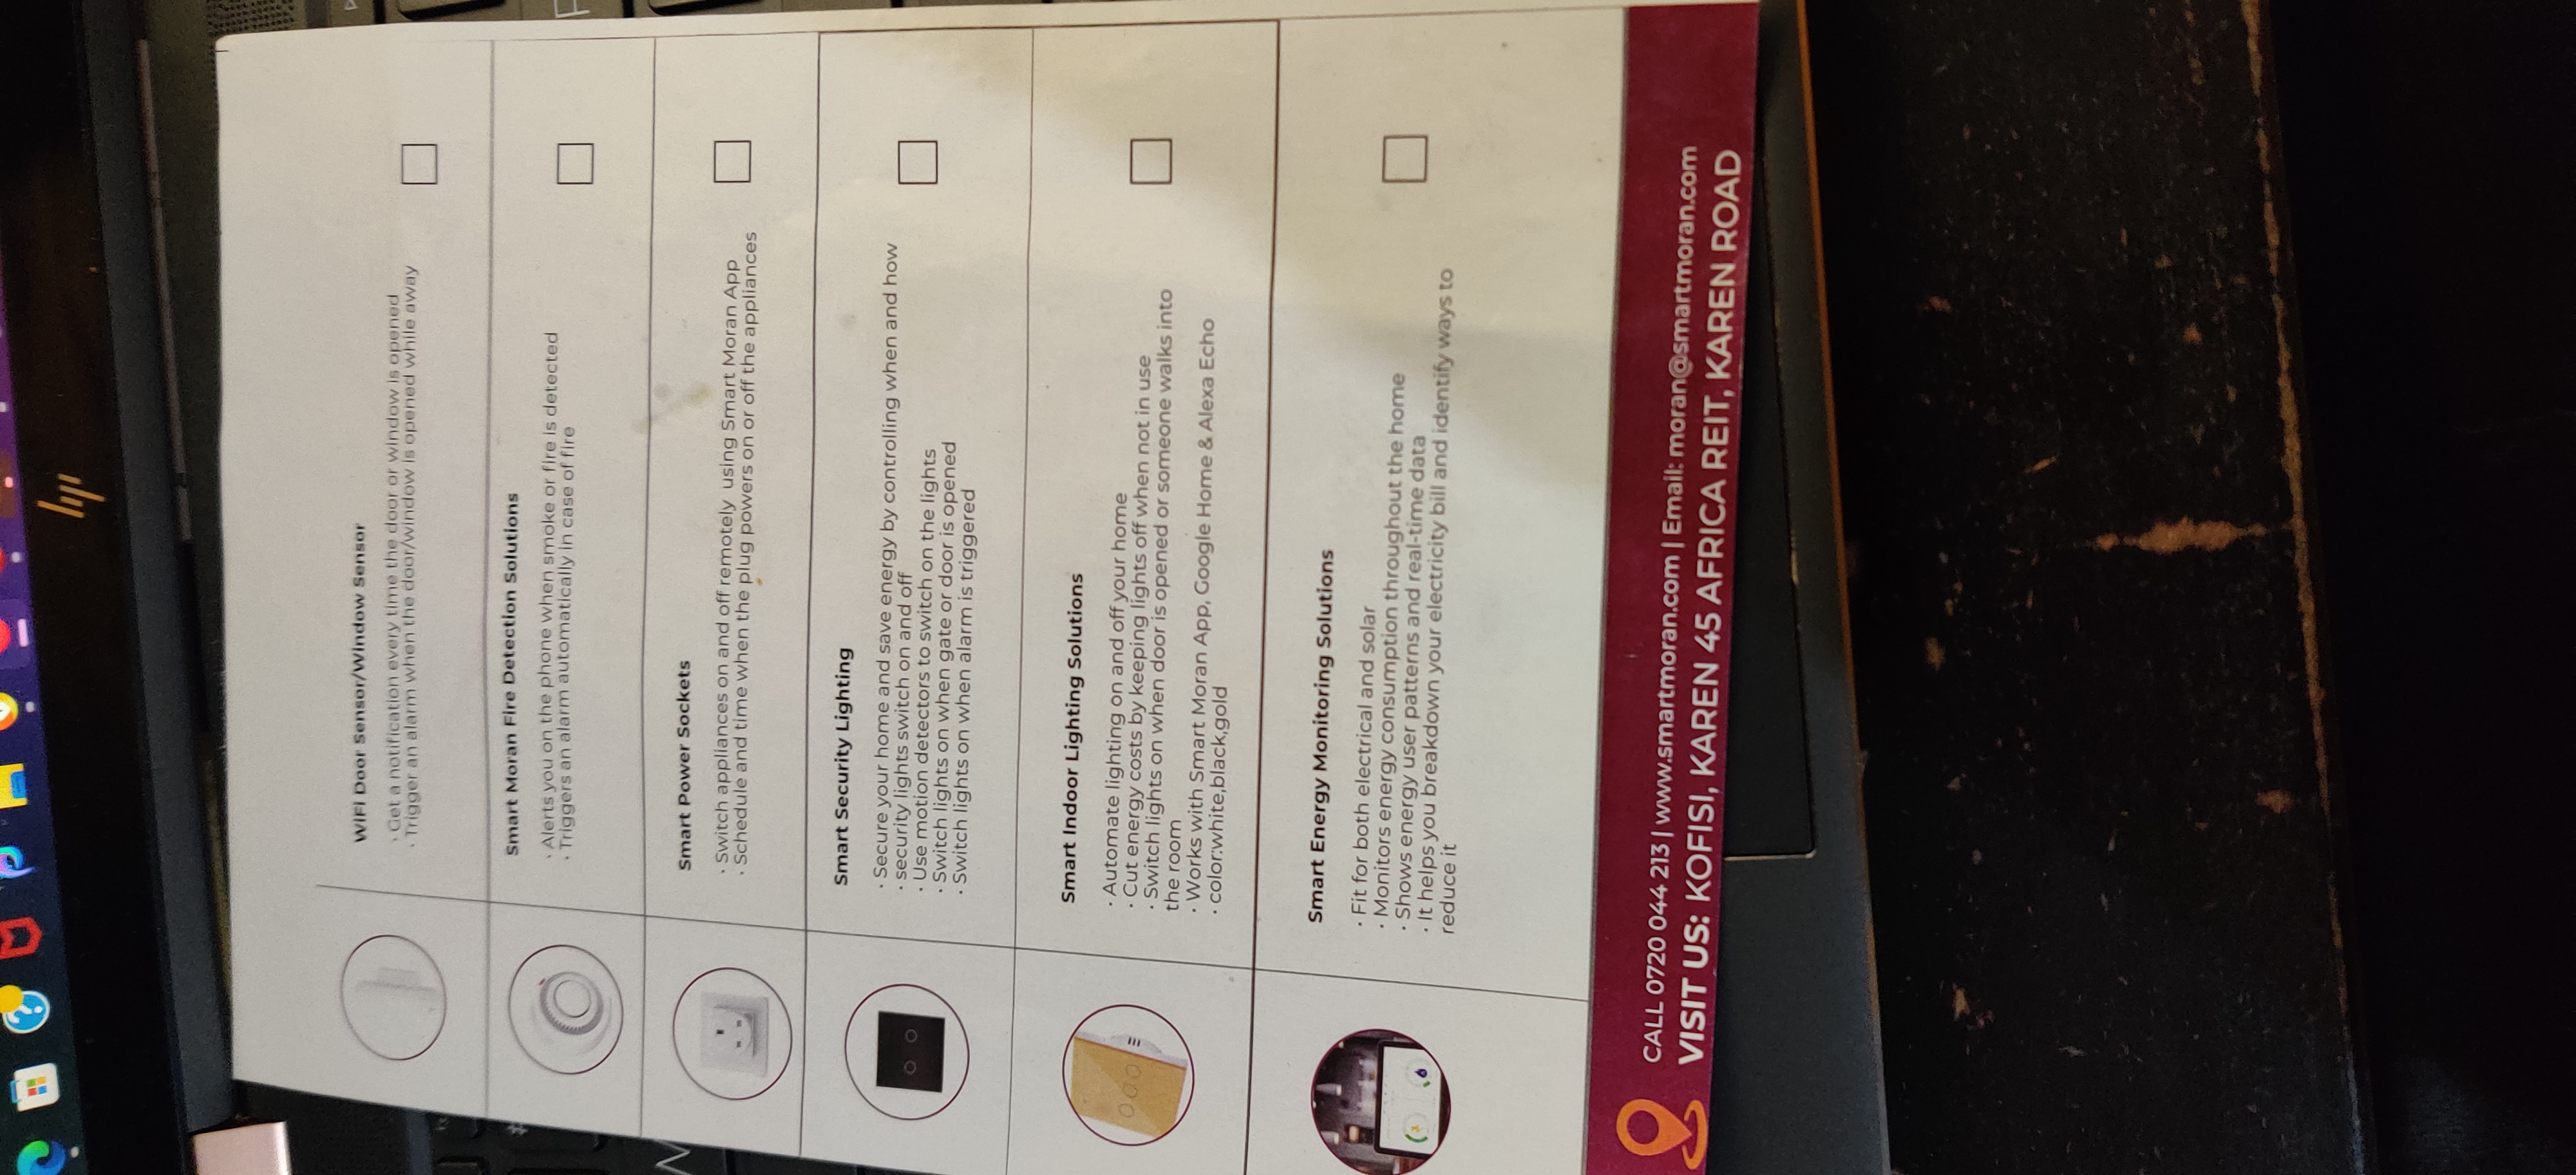 hp
WiFi Door Sensor/Window Sensor
· Get a notification every time the door or window is opened
· Trigger an alarm when the door/window is opened while away
Smart Moran Fire Detection Solutions
· Alerts you on the phone when smoke or fire is detected
· Triggers an alarm automatically in case of fire
Smart Power Sockets
· Switch appliances on and off remotely using Smart Moran App
· Schedule and time when the plug powers on or off the appliances
Smart Security Lighting
· Secure your home and save energy by controlling when and how
· security lights switch on and off
· Use motion detectors to switch on the lights
· Switch lights on when gate or door is opened
· Switch lights on when alarm is triggered
Smart Indoor Lighting Solutions
· Automate lighting on and off your home
· Cut energy costs by keeping lights off when not in use
· Switch lights on when door is opened or someone walks into
the room
· Works with Smart Moran App, Google Home & Alexa Echo
· color:white,black,gold
Smart Energy Monitoring Solutions
· Fit for both electrical and solar
· Monitors energy consumption throughout the home
· Shows energy user patterns and real-time data
· It helps you breakdown your electricity bill and identify ways to
reduce it
CALL 0720 044 213 | www.smartmoran.com | Email: moran@smartmoran.com
VISIT US: KOFISI, KAREN 45 AFRICA REIT, KAREN ROAD